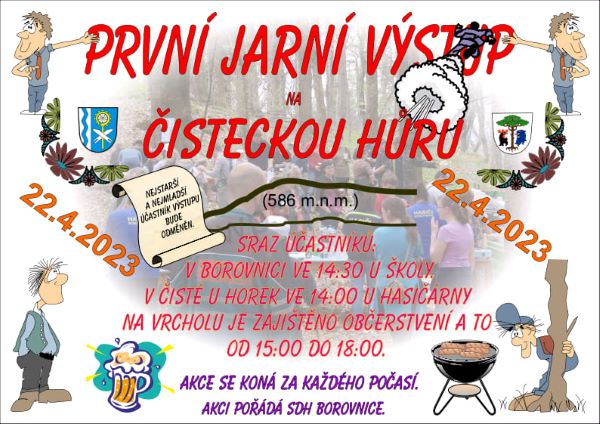 PRVNÍ JARNÍ VÝSTUP
NA
ČISTECKOU HŮRU
22.4.2023
22.4.2023
NEJSTARŠÍ
A NEJMLADŠÍ
ÚČASTNÍK VÝSTUPU
BUDE
ODMĚNĚN.
(586 m.n.m.)
SRAZ ÚČASTNIKU:
V BOROVNICI VE 14:30 U ŠKOLY
V ČISTÉ U HOREK VE 14:00 U HASIČÁRNY
NA VRCHOLU JE ZAJIŠTĚNO OBČERSTVENÍ A TO
OD 15:00 DO 18:00.
AKCE SE KONÁ ZA KAŽDÉHO POČASÍ.
AKCI POŘÁDÁ SDH BOROVNICE.